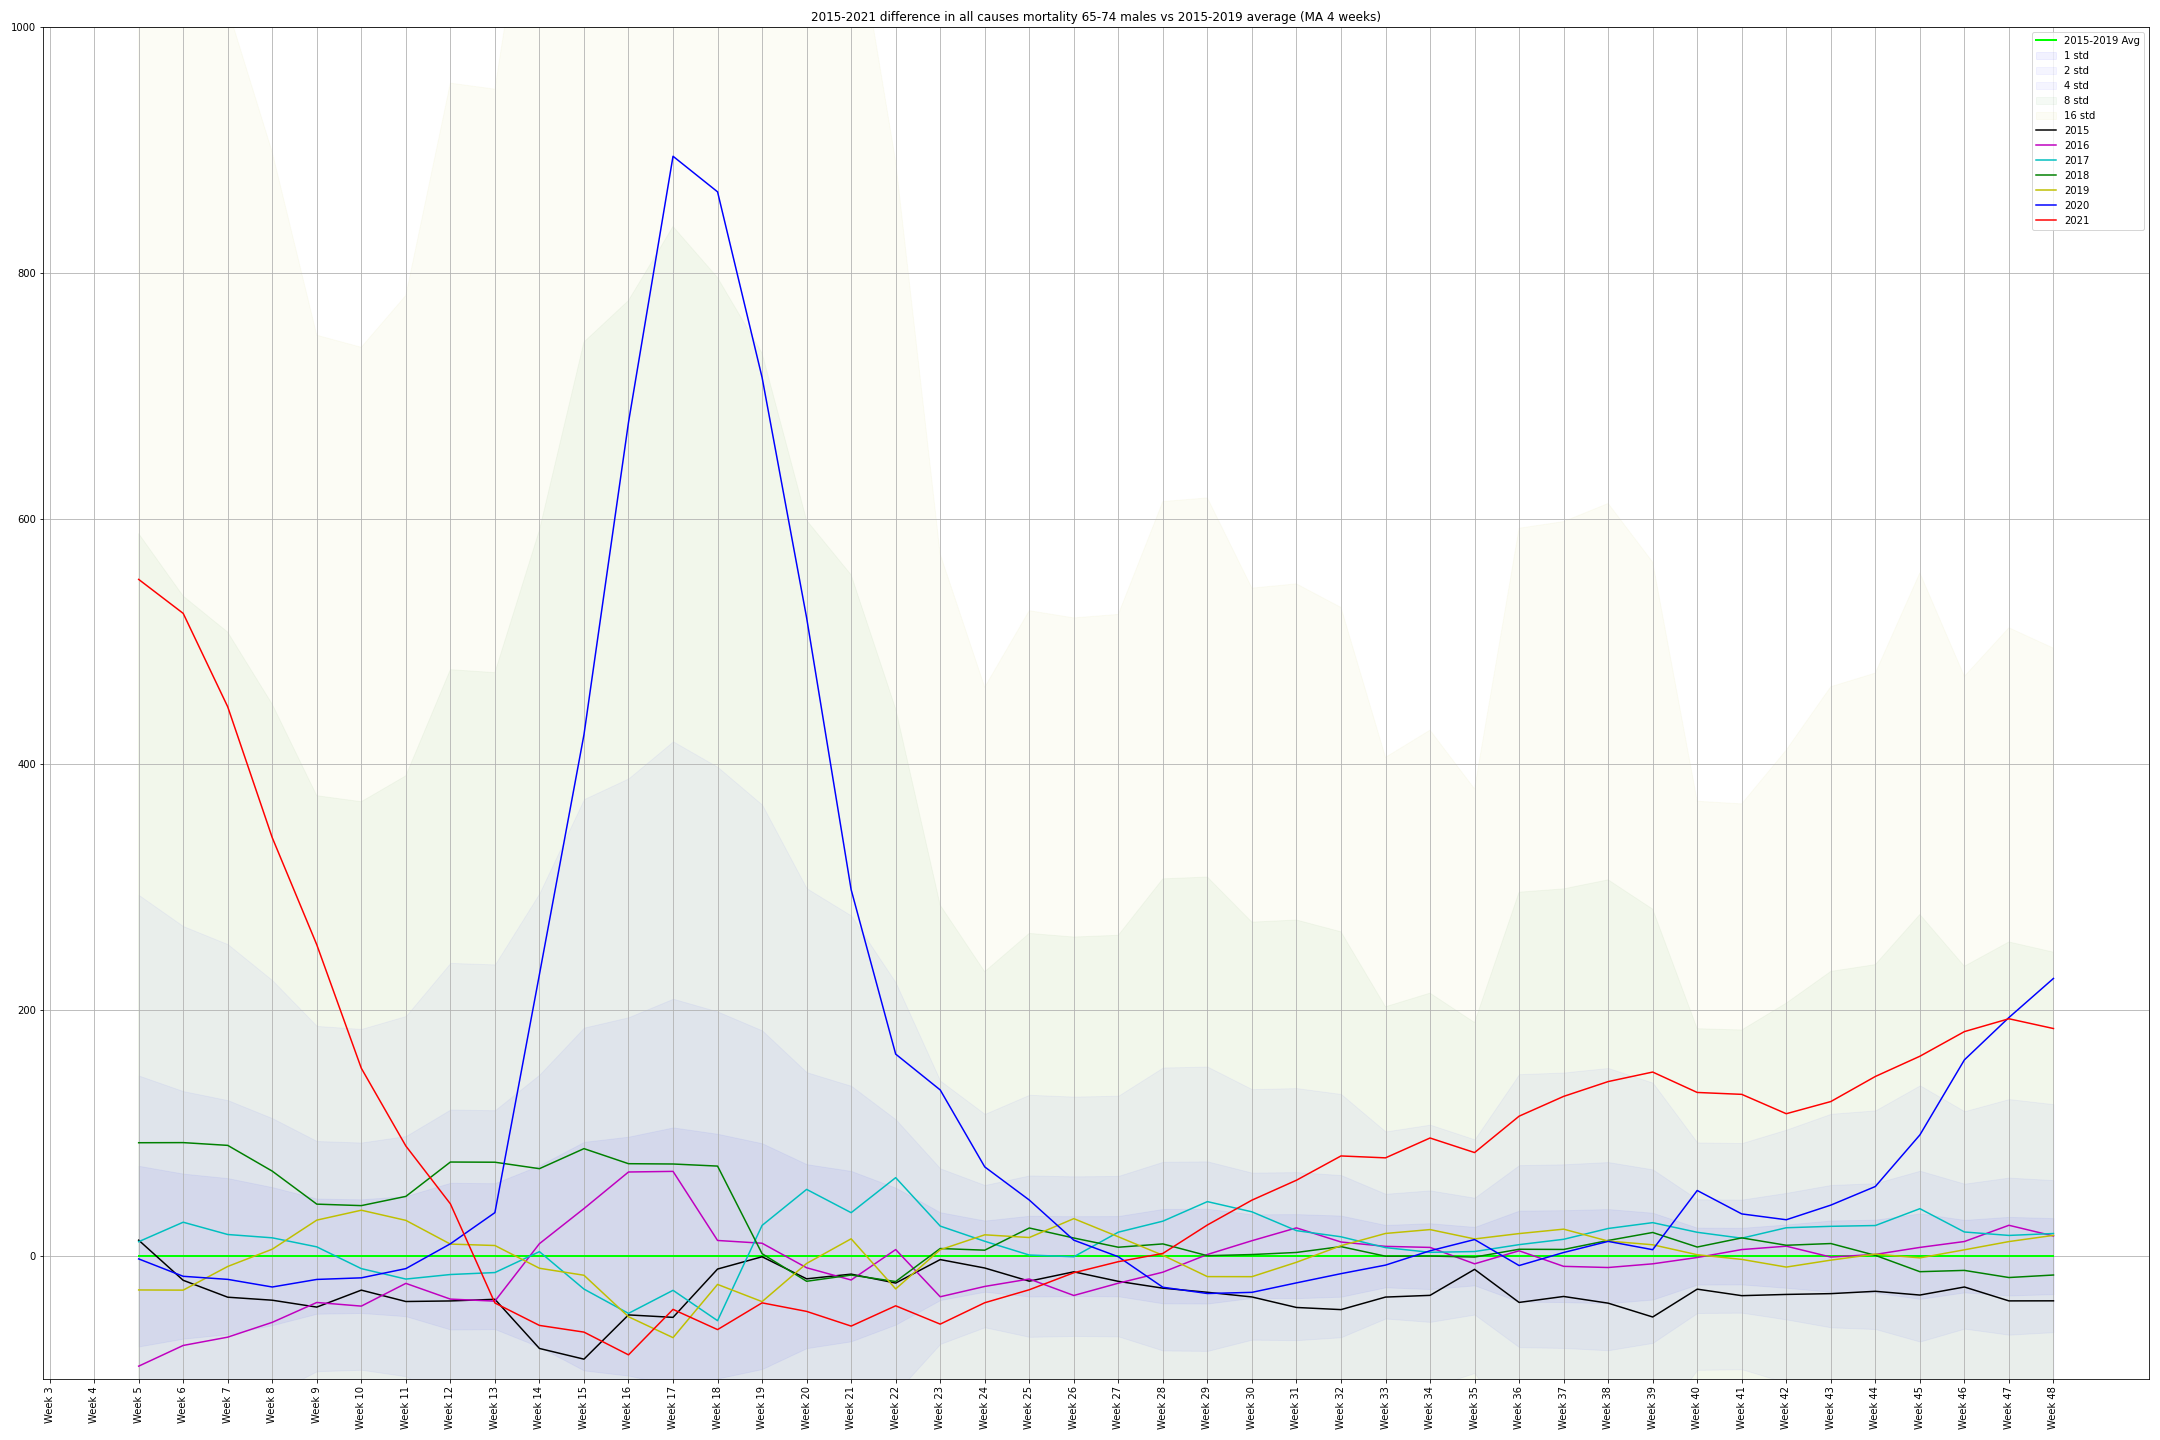 2015-2021 difference in all causes mortality 65-74 males vs 2015-2019 average (MA 4 weeks)
1000
800
600
400
200
0
2015-2019 Avg
1 std
2 std
4 std
8 std
16 std
2015
2016
2017
2018
2019
2020
2021
Week 3
Week 4
Week 5
Week 6
Week 7
Week 8
Week 9
Week 10
Week 11
Week 12
Week 13
Week 14
Week 15
Week 16
Week 17
Week 18
Week 19
Week 20
Week 21
Week 22
Week 23
Week 24
Week 25
Week 26
Week 27
Week 28
Week 29
Week 30
Week 31
Week 32
Week 33
Week 34
Week 35
Week 36
Week 37
Week 38
Week 39
Week 40
Week 41
Week 42
Week 43
Week 44
Week 45
Week 46
Week 47
Week 48